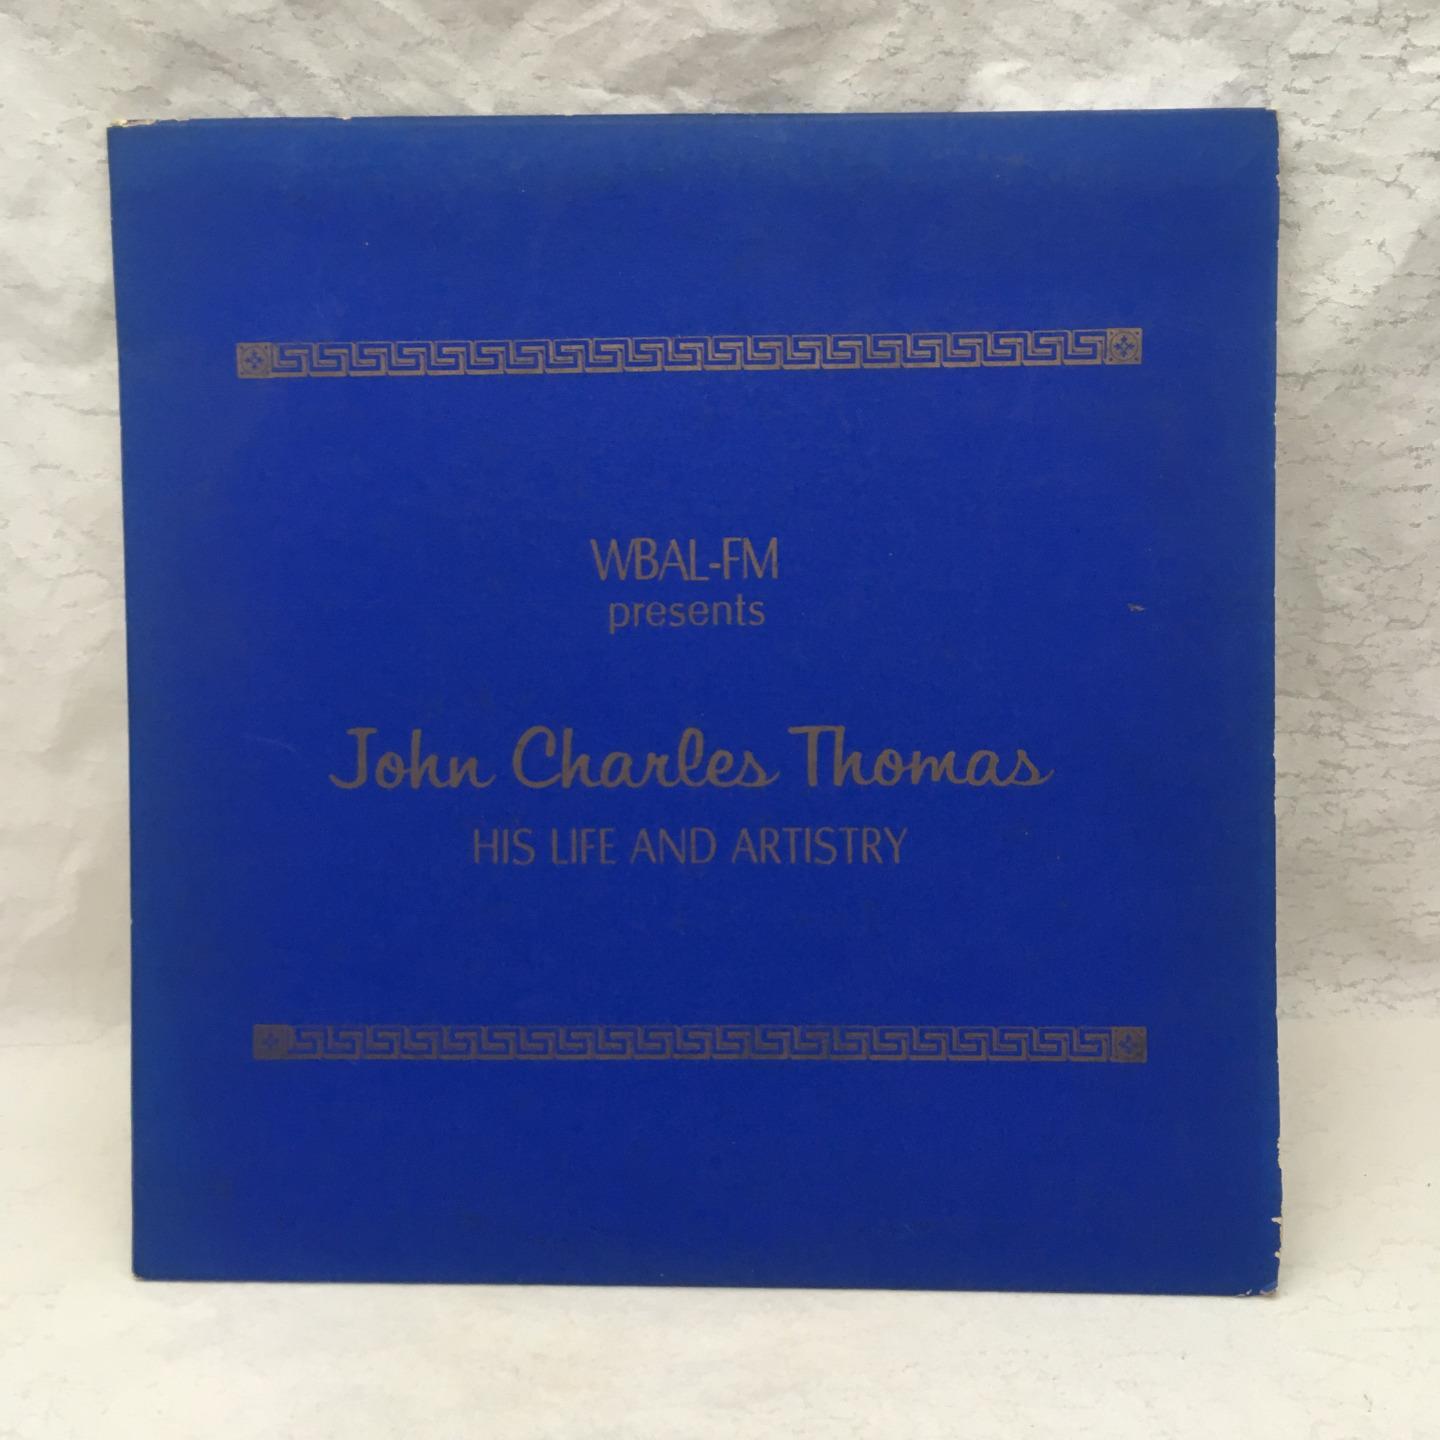 WBAL-FM
presents
John Charles Thomas
HIS LIFE AND ARTISTRY